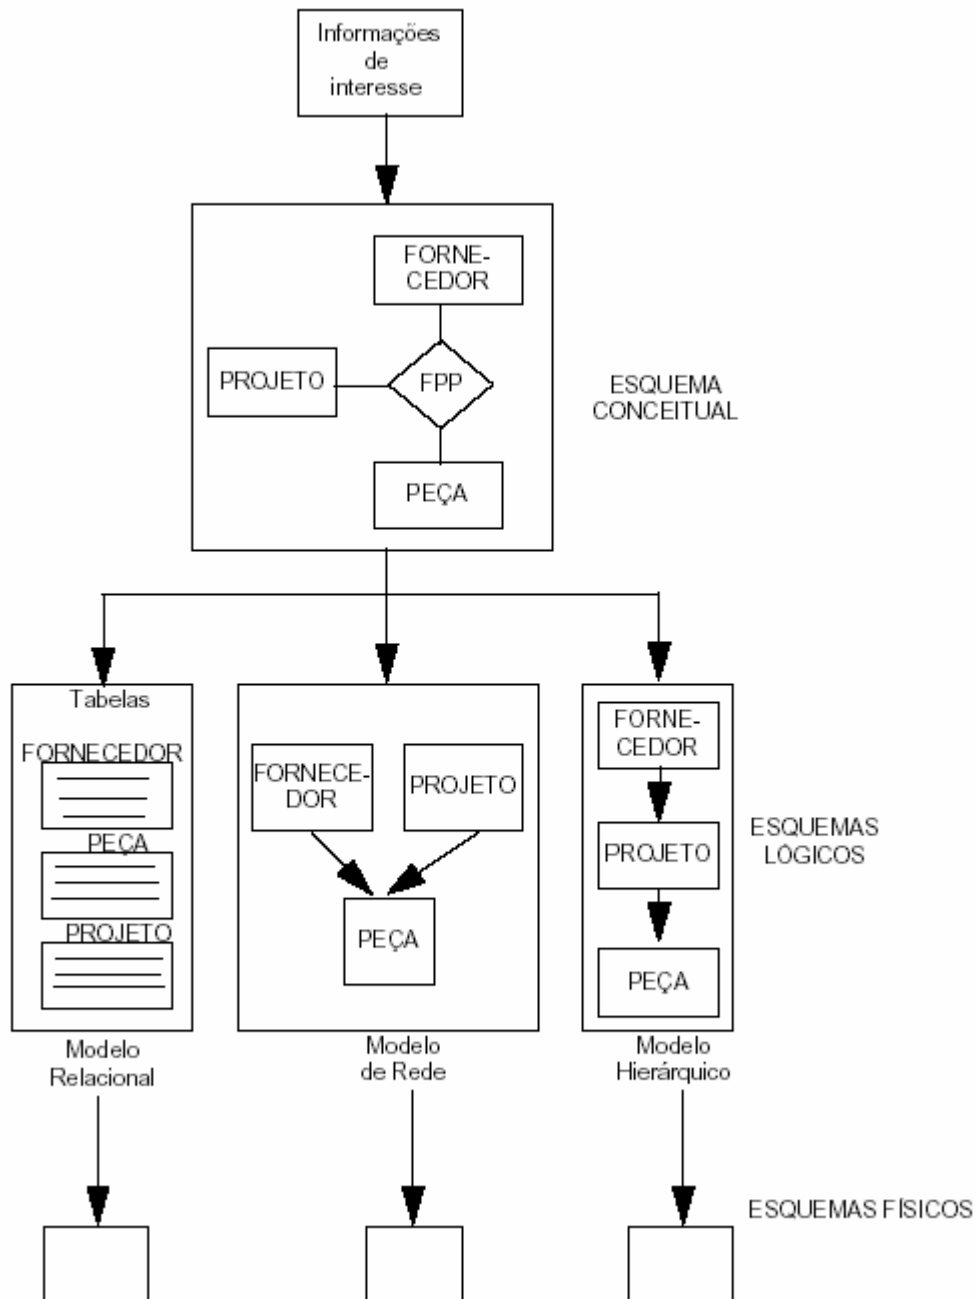 Informações
de
interesse
FORNE-
CEDOR
PROJETO
FPP
PEÇA
ESQUEMA
CONCEITUAL
Tabelas
FORNECEDOR
PEÇA
PROJETO
Modelo
Relacional
FORNECE-
DOR
PROJETO
PEÇA
Modelo
de Rede
FORNE-
CEDOR
PROJETO
PEÇA
Modelo
Hierárquico
ESQUEMAS
LÓGICOS
ESQUEMAS FÍSICOS